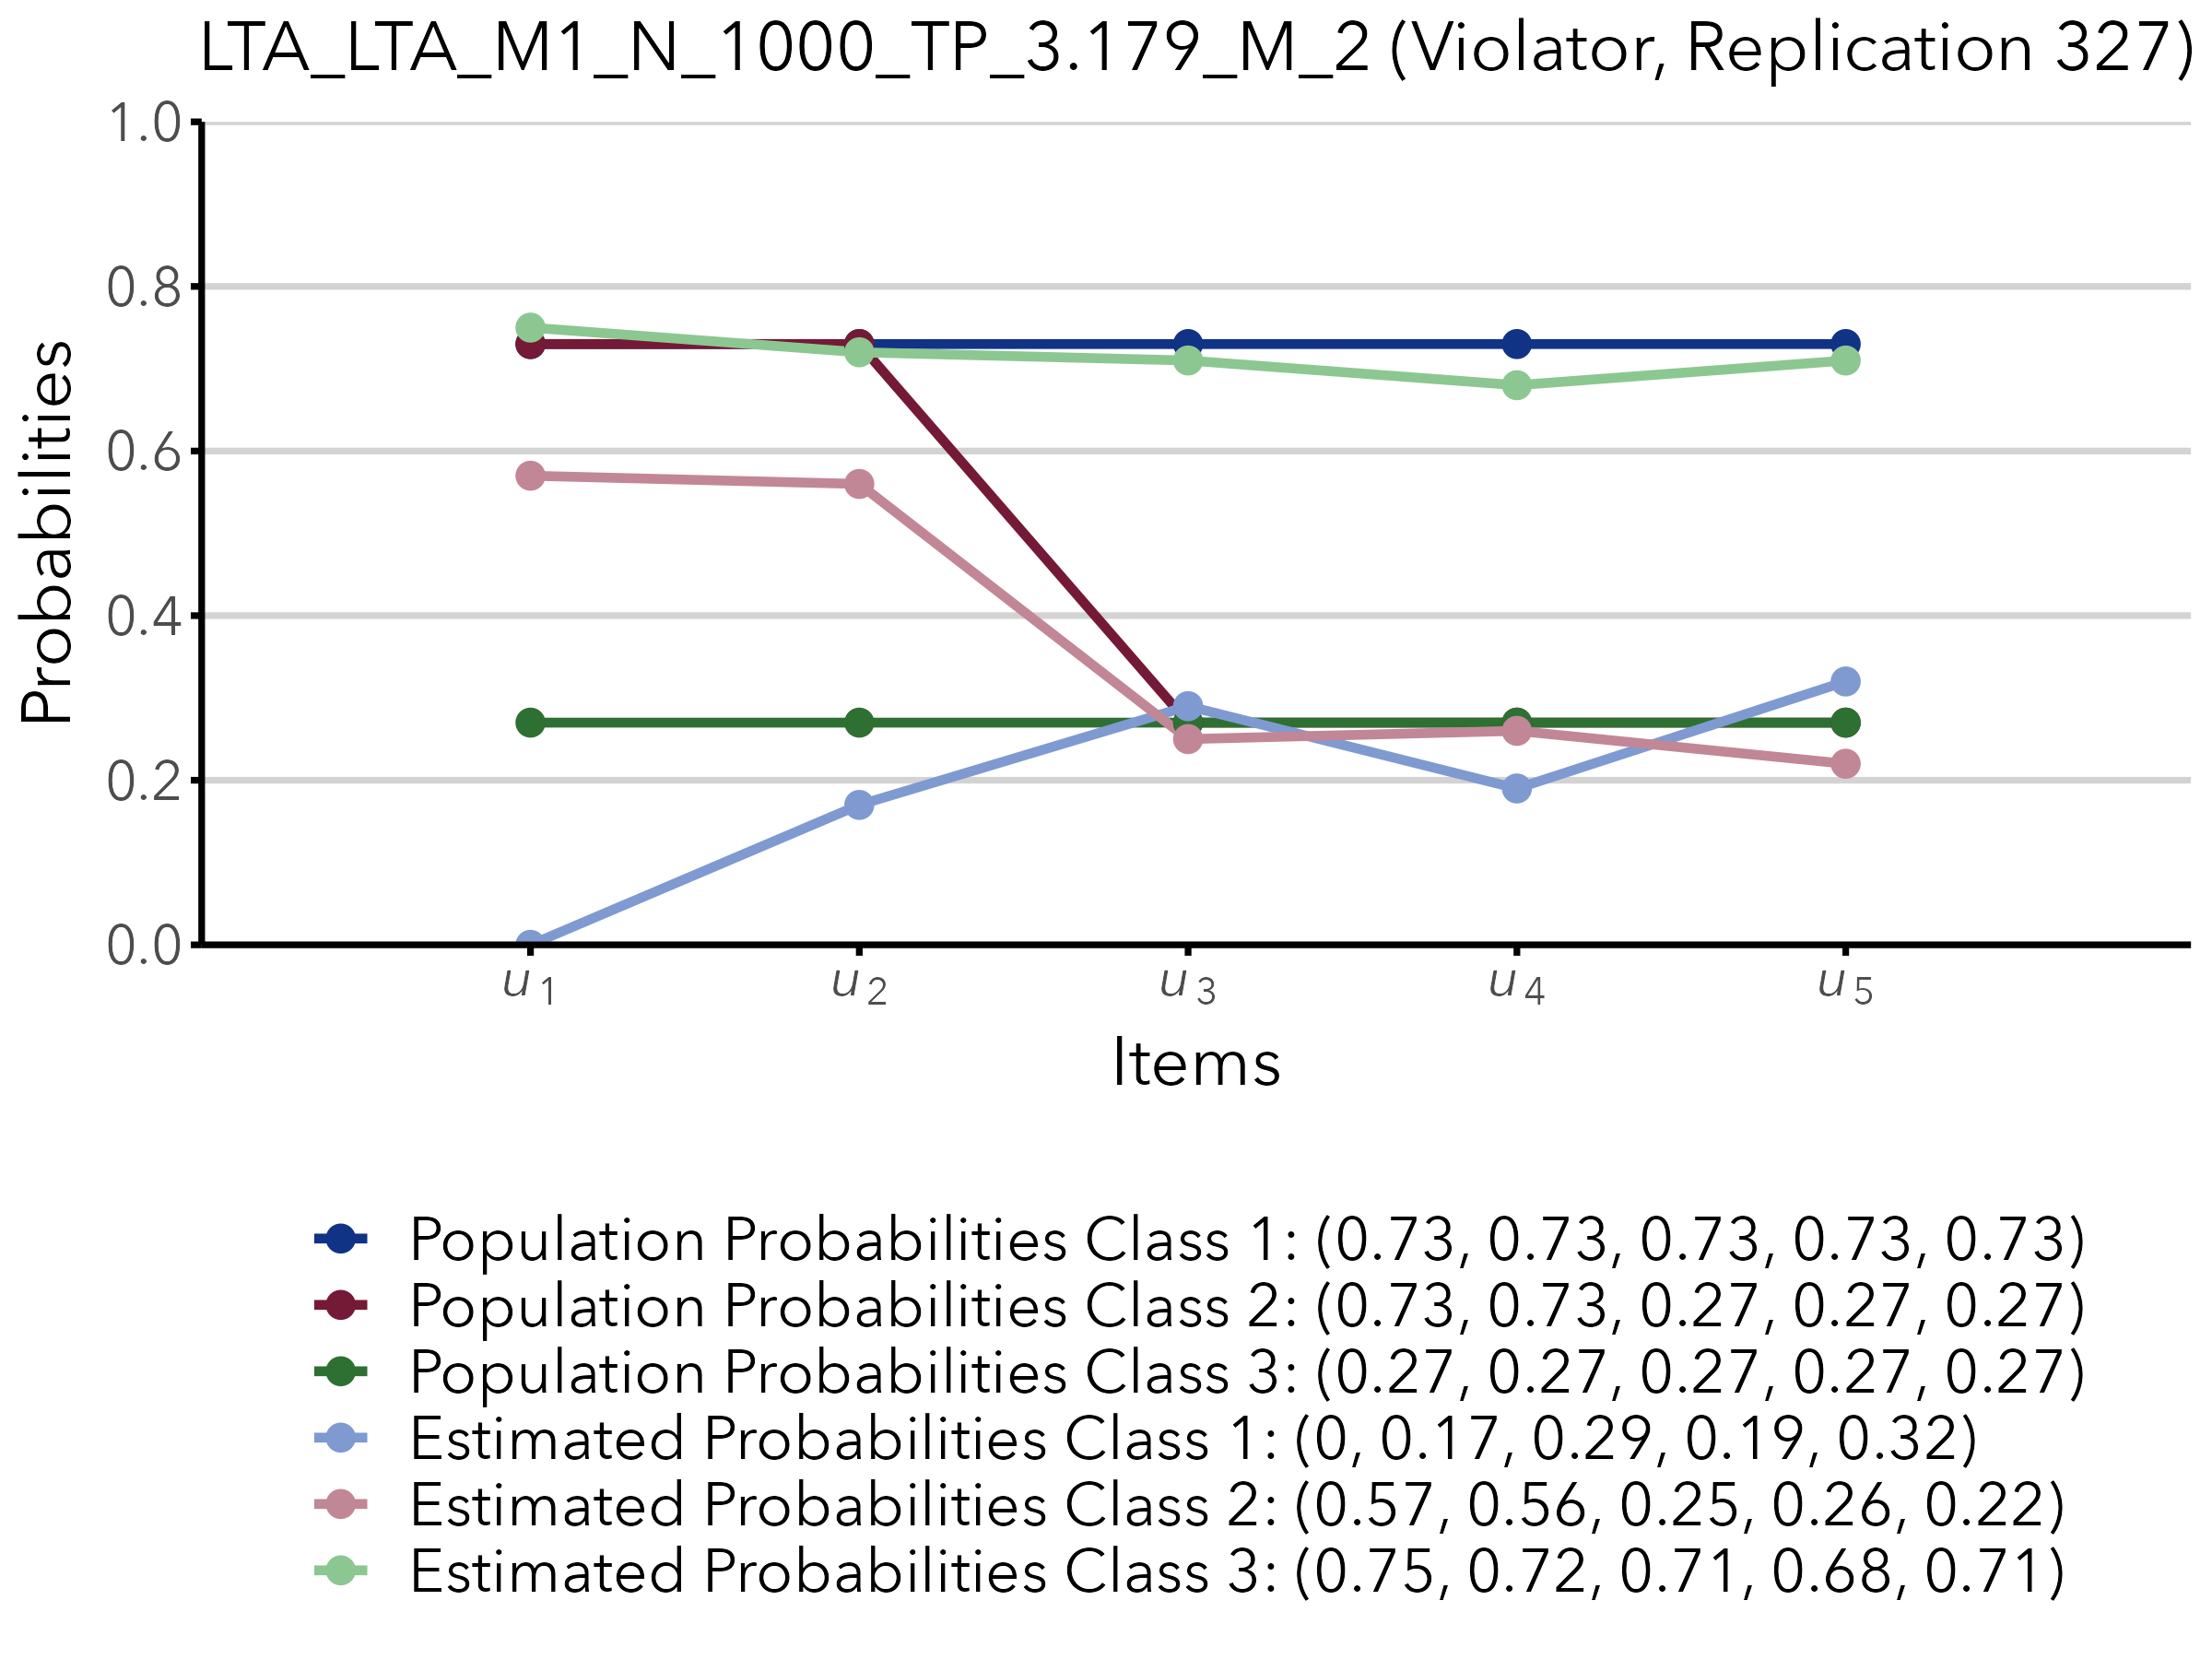 LTA_LTA_M1_N_1000_TP_3.179_M_2 (Violator, Replication 327)
1.0
0.8
0.6
0.4
0.2
0.0
Probabilities
u1 u2 u3 u4 u5
Items
Population Probabilities Class 1: (0.73, 0.73, 0.73, 0.73, 0.73)
Population Probabilities Class 2: (0.73, 0.73, 0.27, 0.27, 0.27)
Population Probabilities Class 3: (0.27, 0.27, 0.27, 0.27, 0.27)
Estimated Probabilities Class 1: (0, 0.17, 0.29, 0.19, 0.32)
Estimated Probabilities Class 2: (0.57, 0.56, 0.25, 0.26, 0.22)
Estimated Probabilities Class 3: (0.75, 0.72, 0.71, 0.68, 0.71)